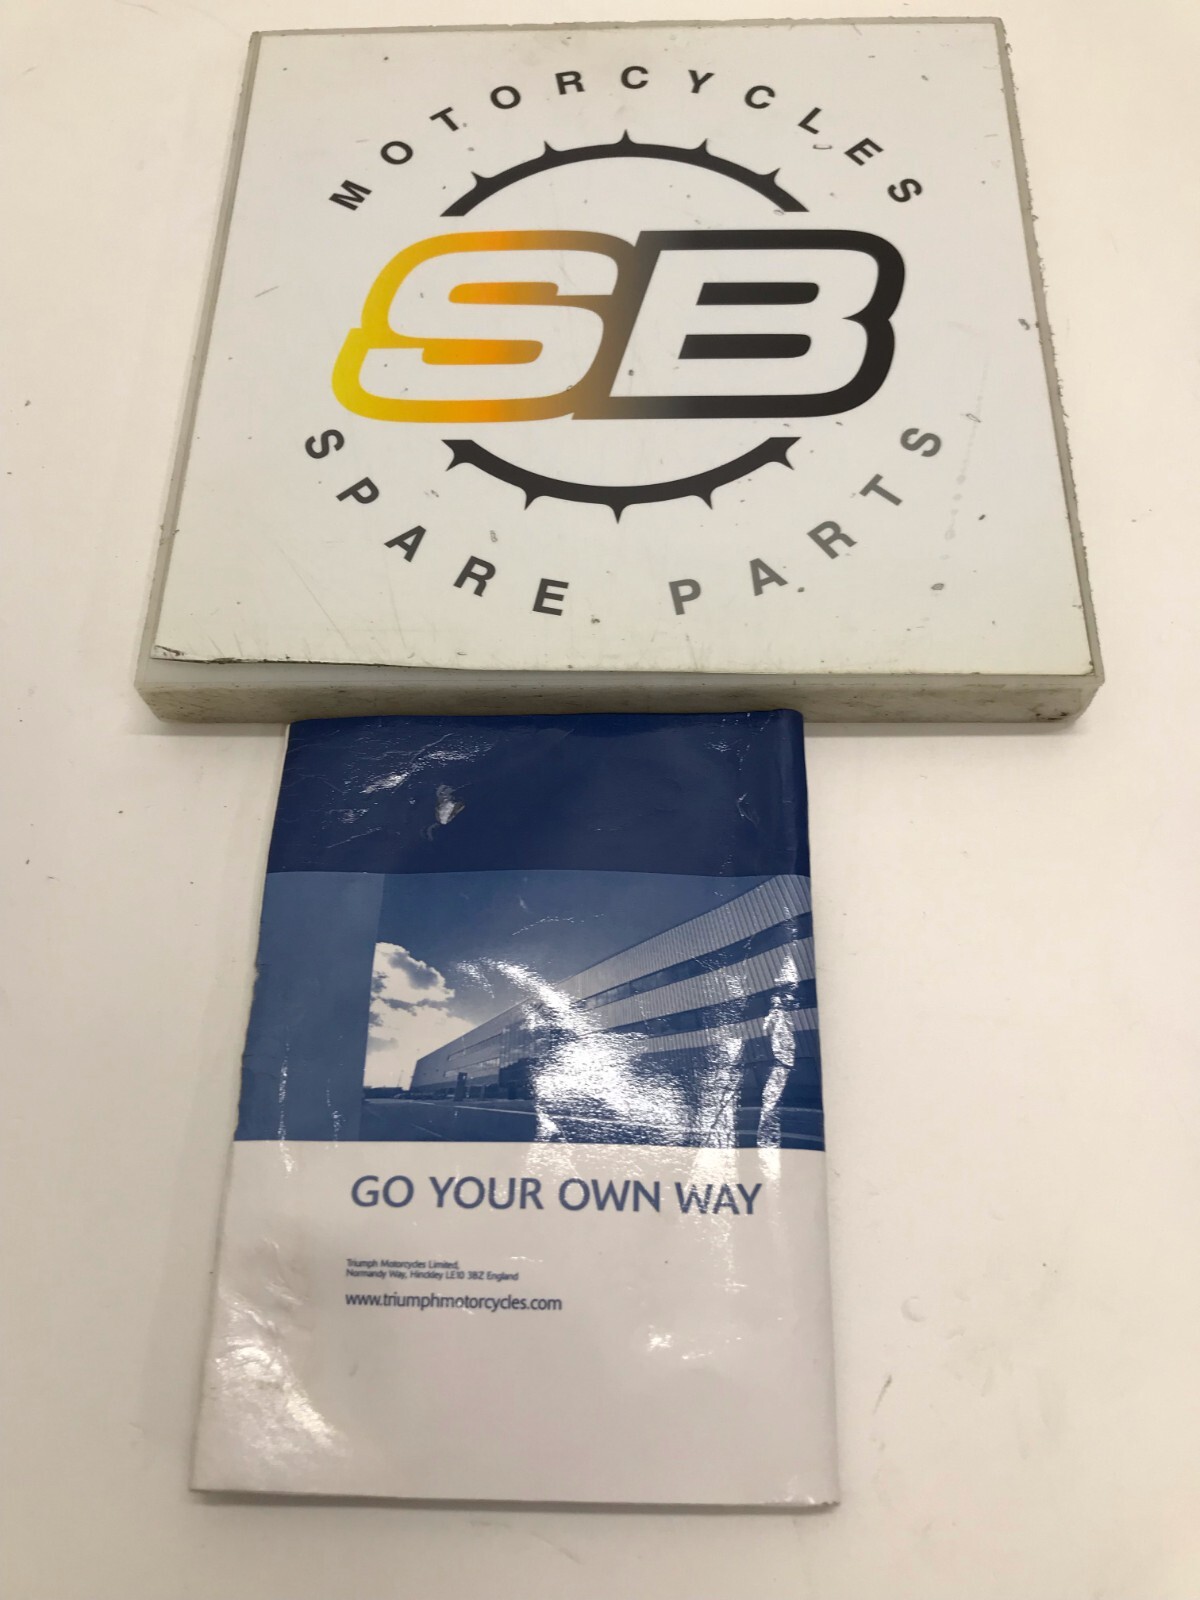 MOTORCYCLES
SB
SPARE PARTS
GO YOUR OWN WAY
Triumph Motorcycles Limited,
Normandy Way, Hinckley LE10 3BZ England
www.triumphmotorcycles.com